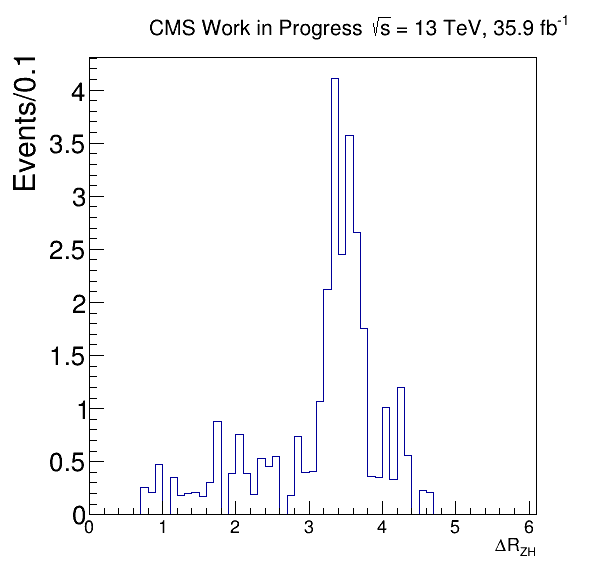 CMS Work in Progress √s = 13 TeV, 35.9 fb⁻¹
Events/0.1
4
3.5
3
2.5
2
1.5
1
0.5
0
0 1 2 3 4 5 6
ΔR_ZH